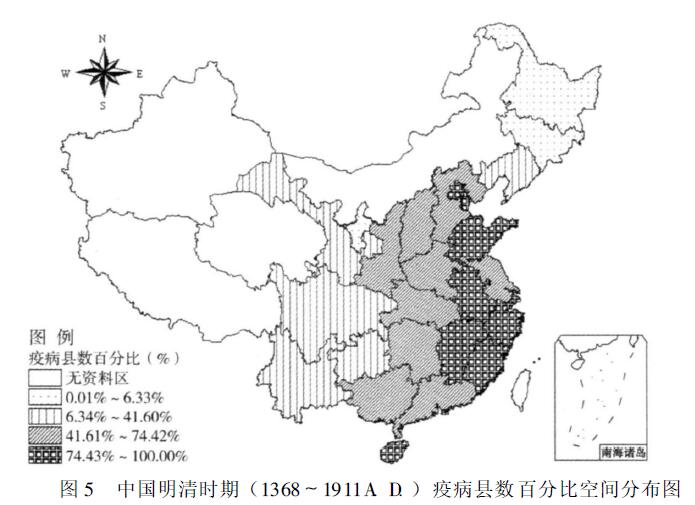 N
W E
S
图 例
疫病县数百分比(%)
无资料区
0.01%~6.33%
6.34%~41.60%
41.61%~74.42%
74.43%~100.00%
南海诸岛
图5 中国明清时期(1368~1911A D.)疫病县数百分比空间分布图